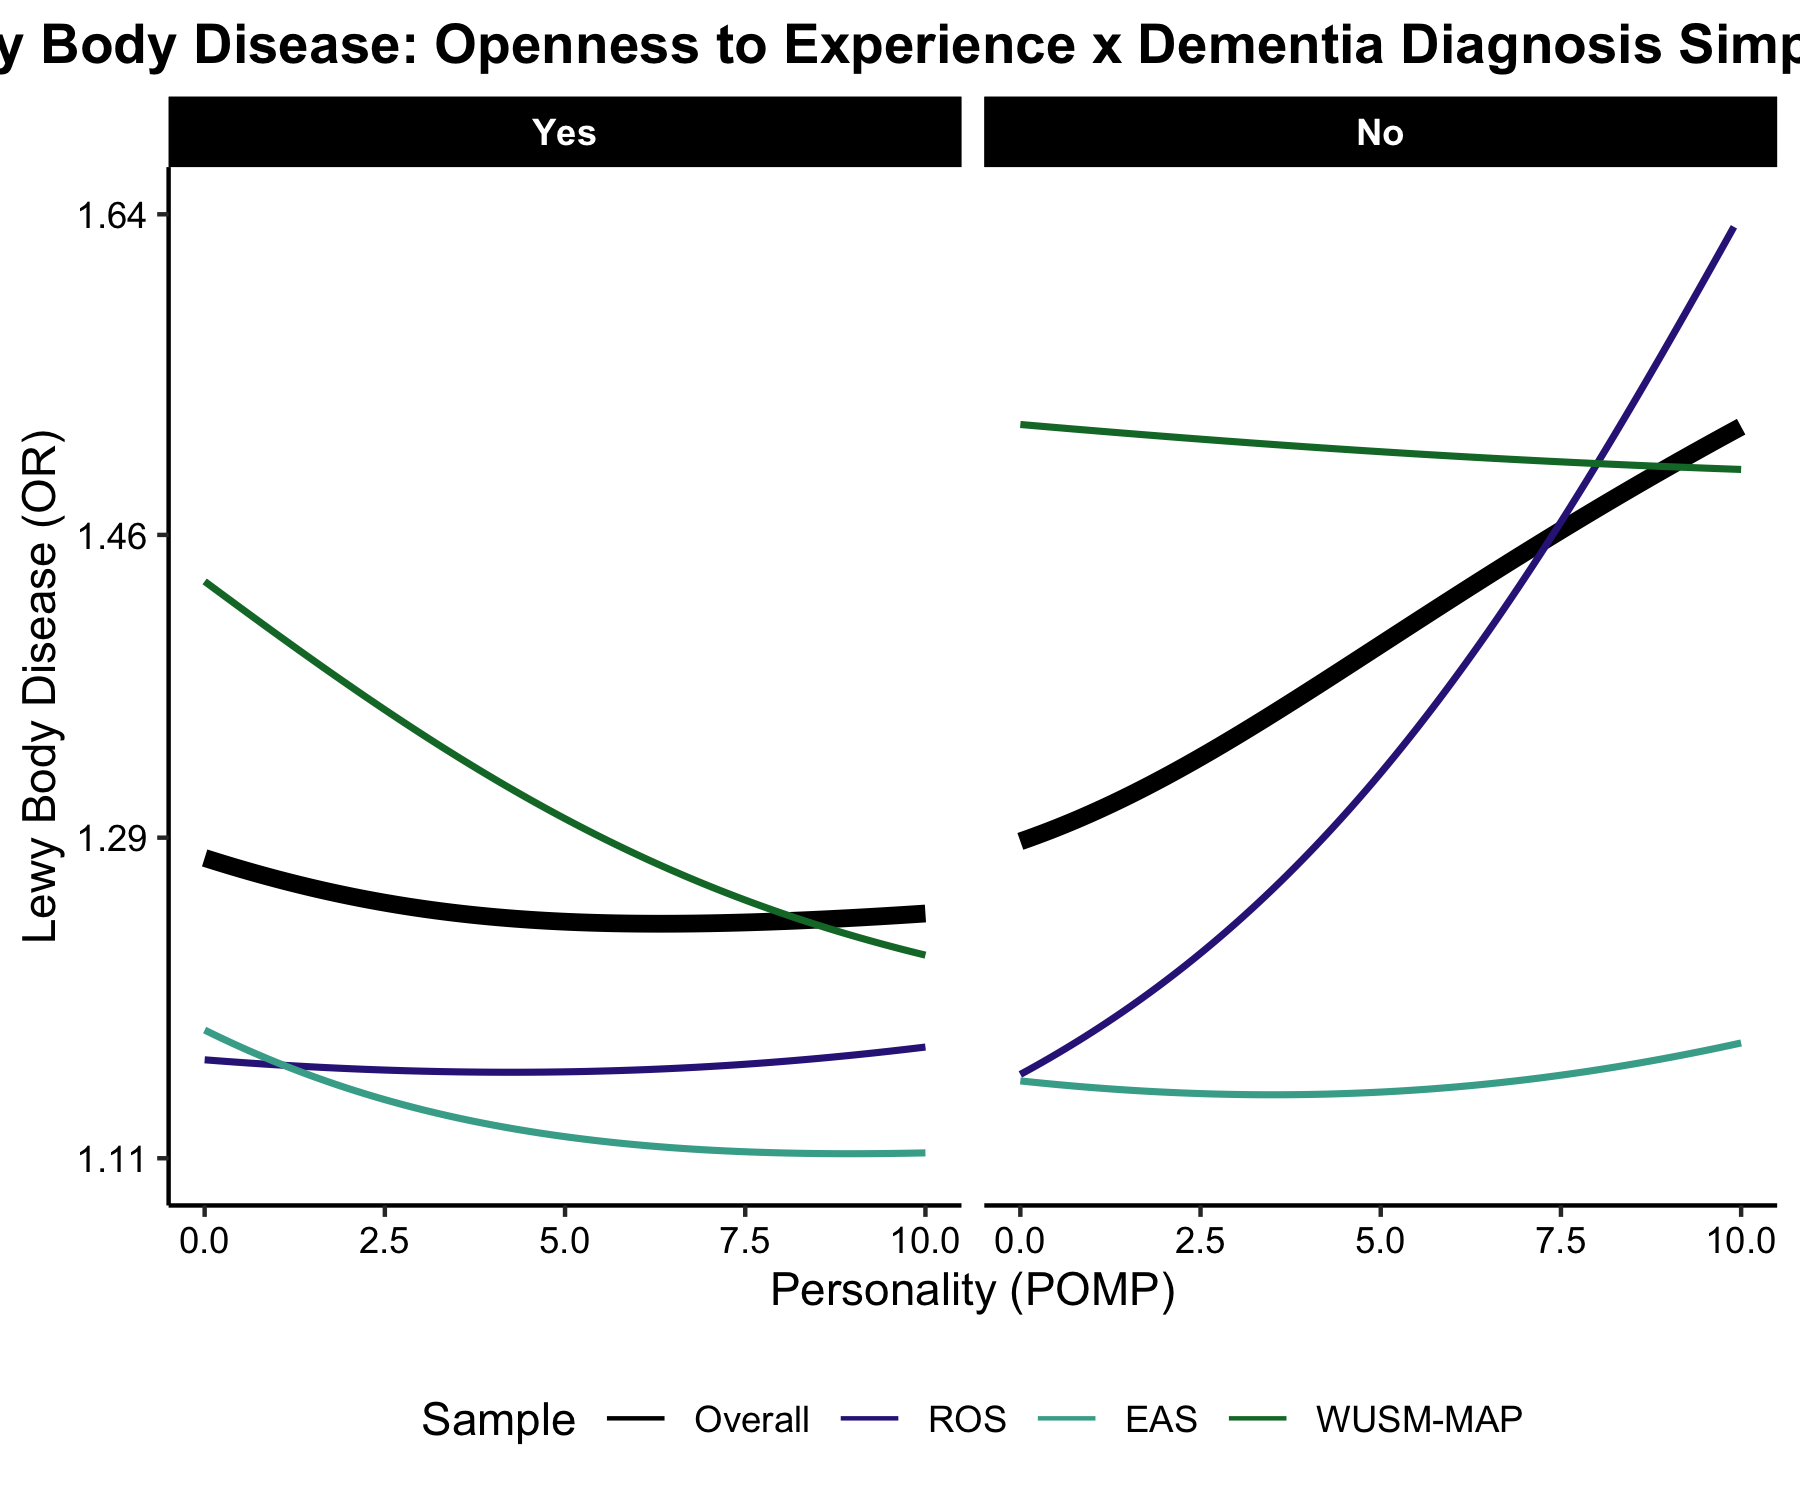 y Body Disease: Openness to Experience x Dementia Diagnosis Simp
Yes No
1.64
1.46
1.29
1.11
Lewy Body Disease (OR)
0.0 2.5 5.0 7.5 10.0 0.0 2.5 5.0 7.5 10.0
Personality (POMP)
Sample Overall ROS EAS WUSM-MAP